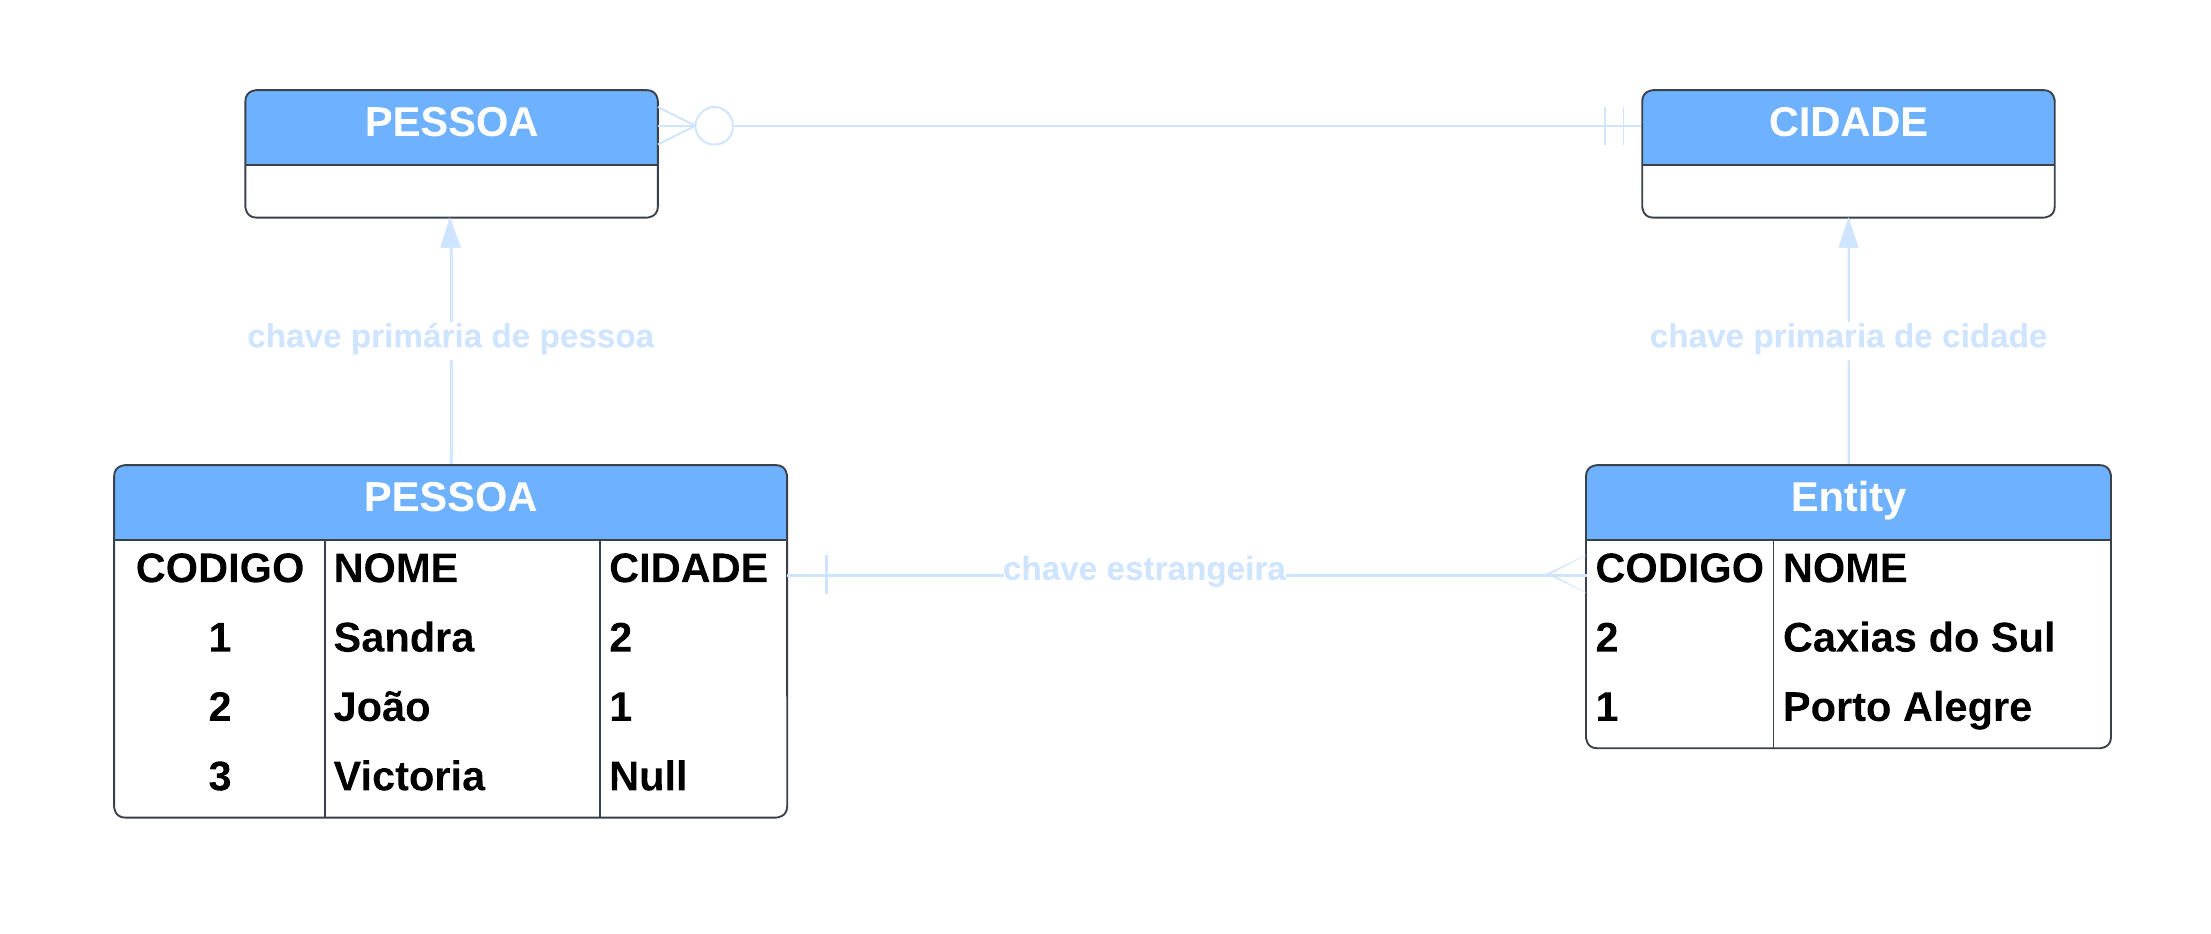 PESSOA
CIDADE
chave primária de pessoa
chave primaria de cidade
PESSOA
CODIGO NOME CIDADE
1 Sandra 2
2 João 1
3 Victoria Null
chave estrangeira
Entity
CODIGO NOME
2 Caxias do Sul
1 Porto Alegre